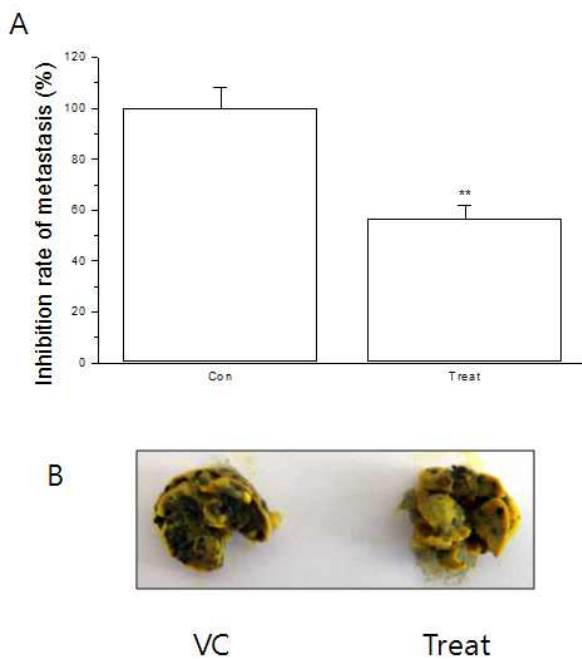 A
Inhibition rate of metastasis (%)
120
100
80
60
40
20
0
**
Con
Treat
B
VC
Treat